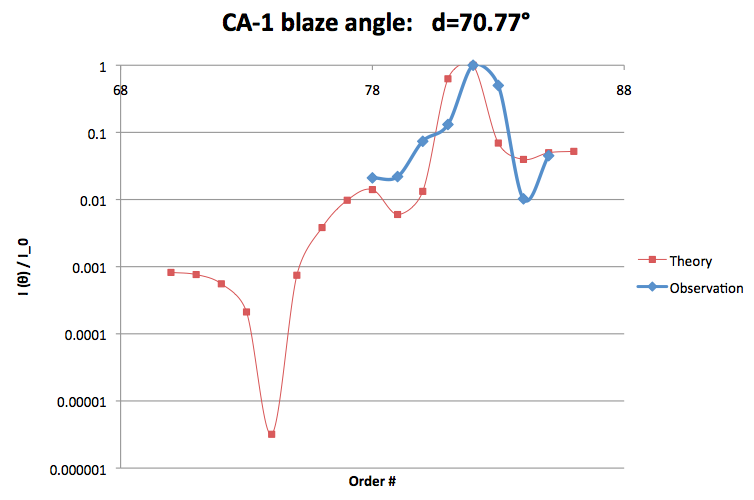 CA-1 blaze angle: d=70.77°
1
68
78
88
0.1
0.01
0.001
0.0001
0.00001
0.000001
I (θ) / I_0
Order #
Theory
Observation